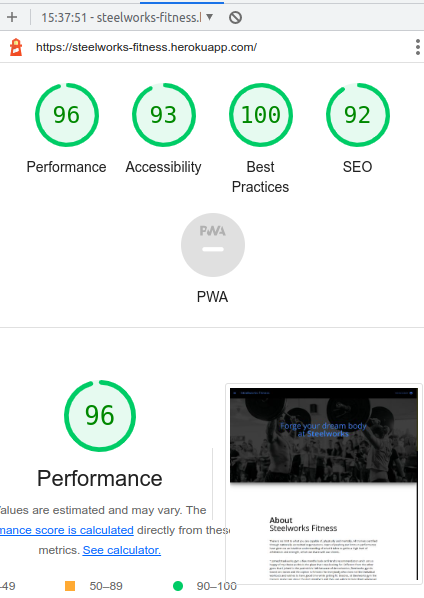 15:37:51 - steelworks-fitness.
https://steelworks-fitness.herokuapp.com/
96 93 100 92
Performance Accessibility Best Practices SEO
PWA
PWA
96
Performance
Values are estimated and may vary. The
mance score is calculated directly from these
metrics. See calculator.
-49 50–89 90–100
Forge your dream body
at Steelworks
About
Steelworks Fitness